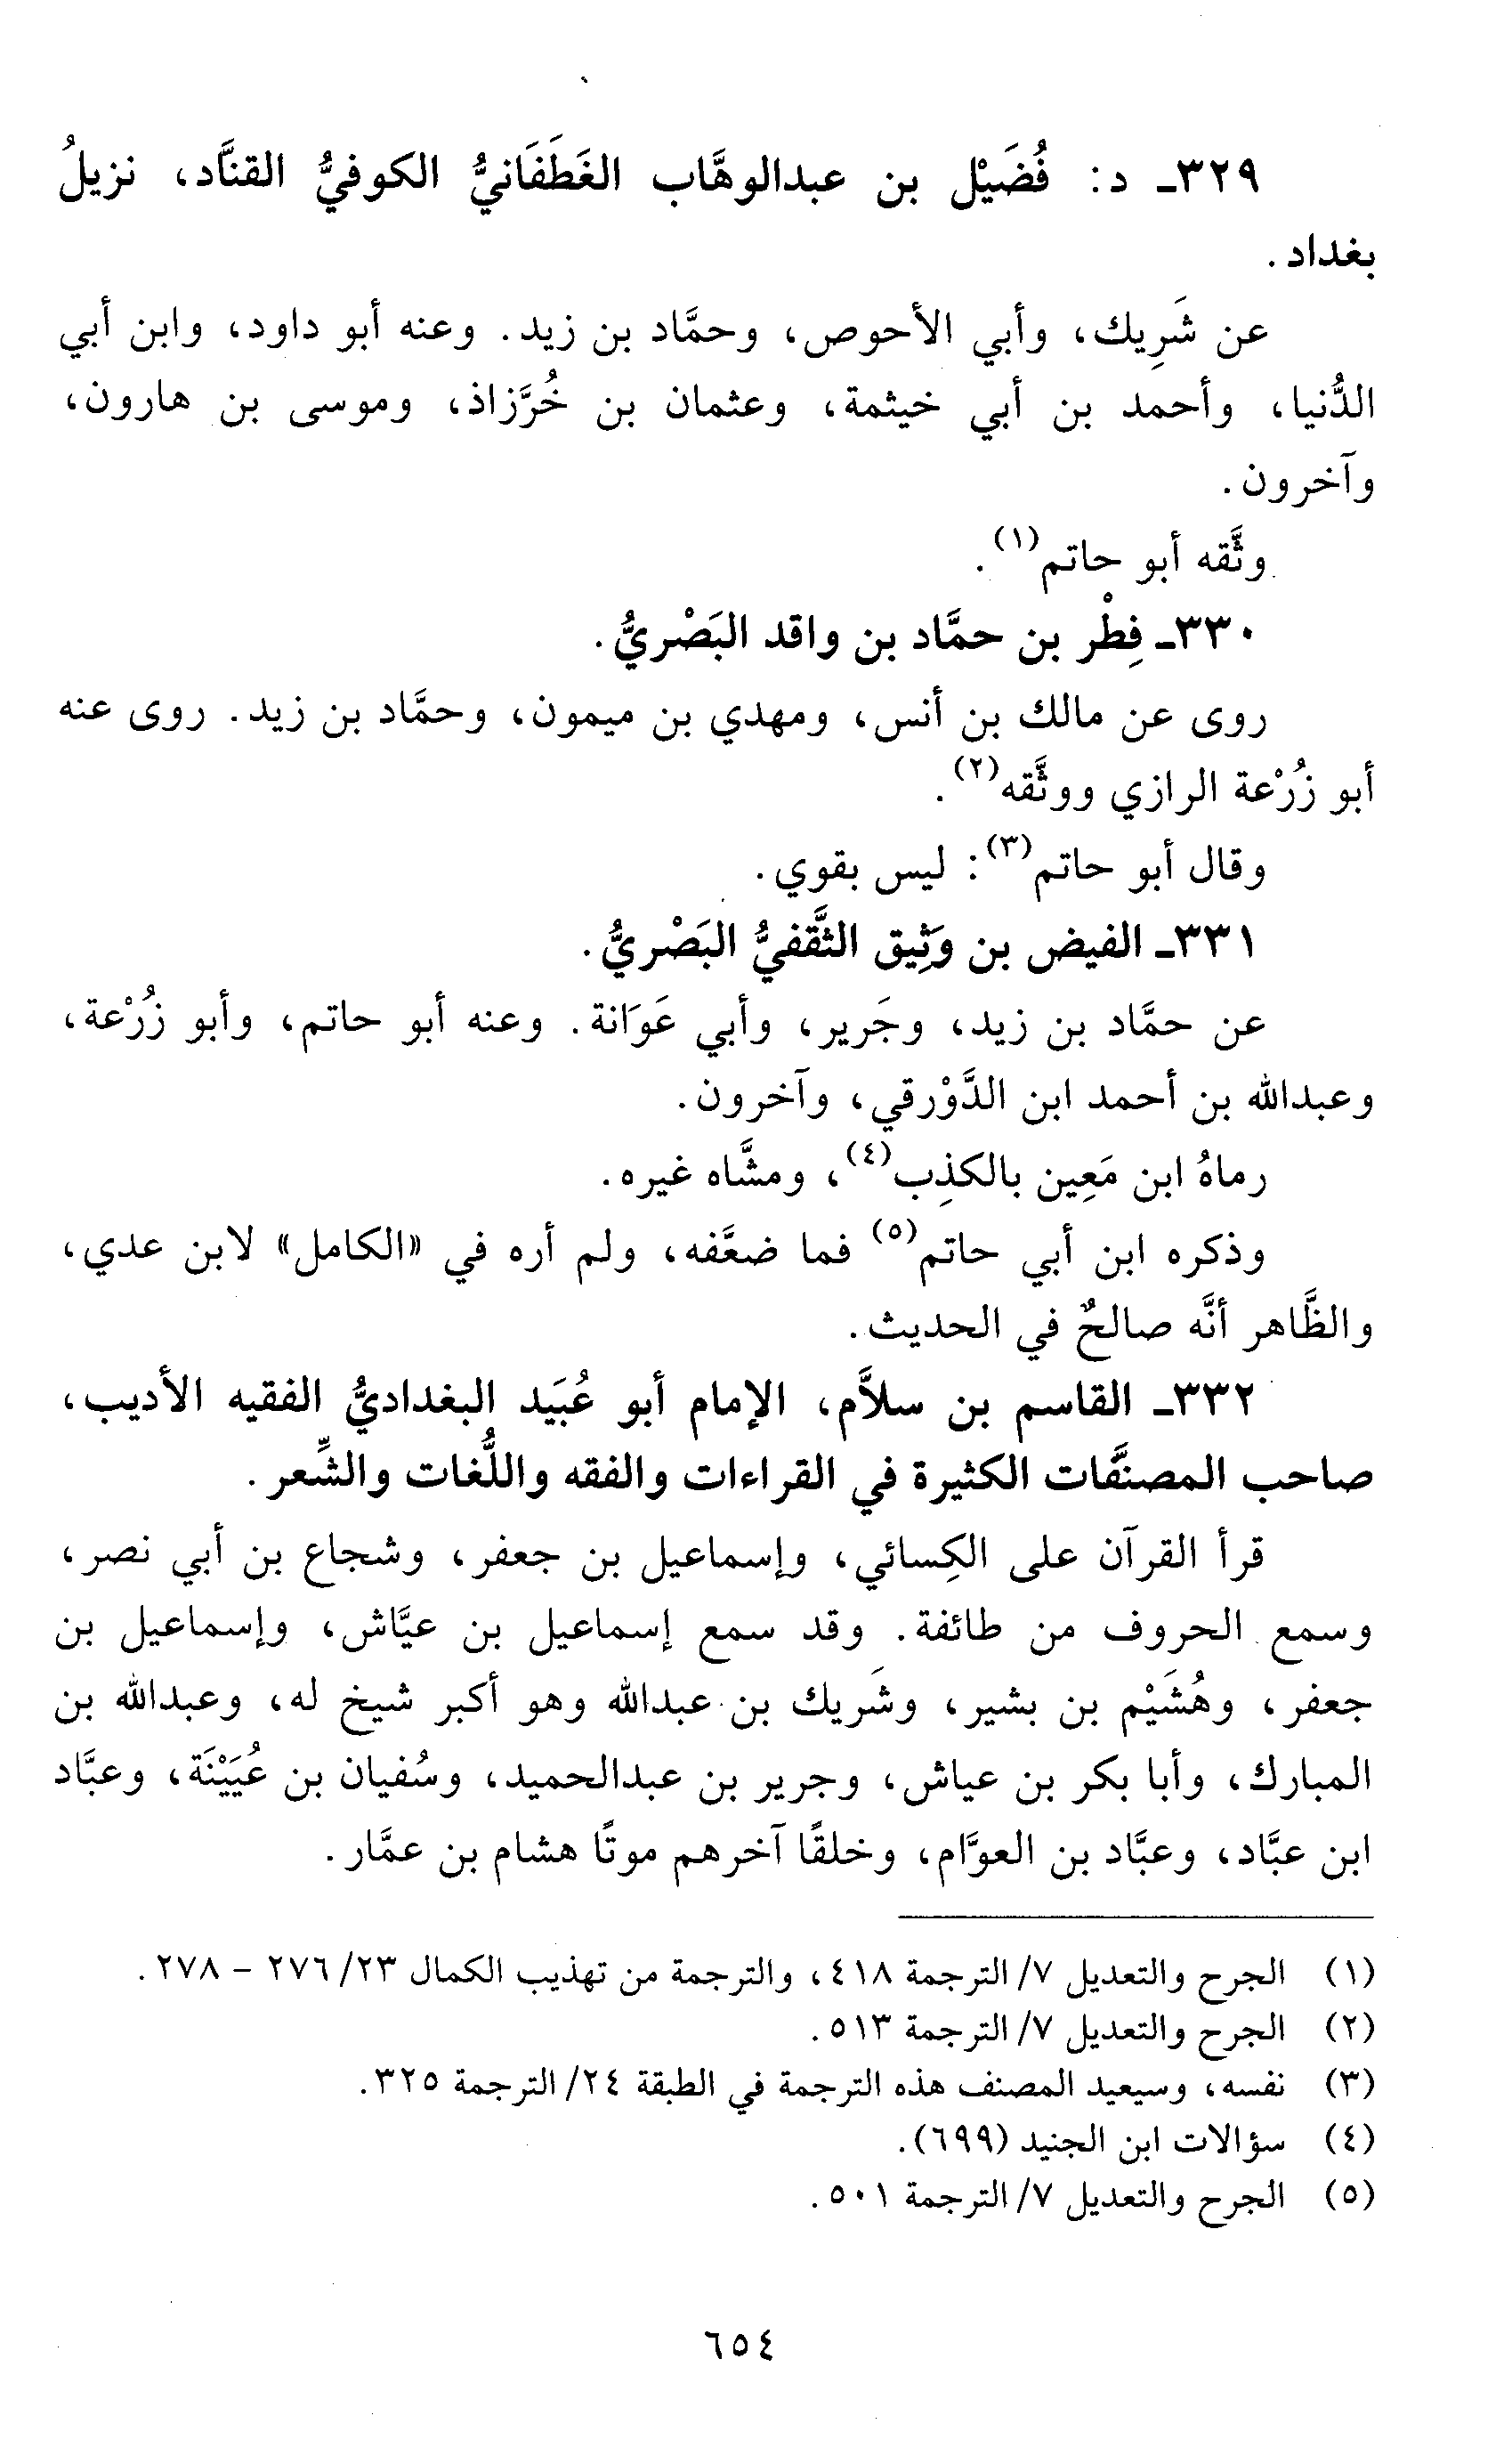 ٣٢٩ـ د: فُضَيْل بن عبدالوهَّاب الغَطَفَانيُّ الكوفيُّ القنَّاد، نزيلُ
بغداد.
عن شَرِيك، وأبي الأحوص، وحمَّاد بن زيد. وعنه أبو داود، وابن أبي
الدُّنيا، وأحمد بن أبي خيثمة، وعثمان بن خُرَّزاذ، وموسى بن هارون،
وآخرون.
وثَّقه أبو حاتم(١).
٣٣٠ـ فِطْر بن حمَّاد بن واقد البَصْريُّ.
روى عن مالك بن أنس، ومهدي بن ميمون، وحمَّاد بن زيد. روى عنه
أبو زُرْعة الرازي ووثَّقه(٢).
وقال أبو حاتم(٣): ليس بقوي.
٣٣١ـ الفيض بن وَثِيق الثَّقفيُّ البَصْريُّ.
عن حمَّاد بن زيد، وجَرير، وأبي عَوَانة. وعنه أبو حاتم، وأبو زُرْعة،
وعبدالله بن أحمد ابن الدَّوْرقي، وآخرون.
رماهُ ابن مَعِين بالكذِب(٤)، ومشَّاه غيره.
وذكره ابن أبي حاتم(٥) فما ضعَّفه، ولم أره في «الكامل» لابن عدي،
والظَّاهر أنَّه صالحٌ في الحديث.
٣٣٢ـ القاسم بن سلاَّم، الإمام أبو عُبَيد البغداديُّ الفقيه الأديب،
صاحب المصنَّفات الكثيرة في القراءات والفقه واللُّغات والشِّعر.
قرأ القرآن على الكِسائي، وإسماعيل بن جعفر، وشجاع بن أبي نصر،
وسمع الحروف من طائفة. وقد سمع إسماعيل بن عيَّاش، وإسماعيل بن
جعفر، وهُشَيْم بن بشير، وشَريك بن عبدالله وهو أكبر شيخ له، وعبدالله بن
المبارك، وأبا بكر بن عياش، وجرير بن عبدالحميد، وسُفيان بن عُيَيْنَة، وعبَّاد
ابن عبَّاد، وعبَّاد بن العوَّام، وخلقًا آخرهم موتًا هشام بن عمَّار.
(١) الجرح والتعديل ٧/ الترجمة ٤١٨، والترجمة من تهذيب الكمال ٢٣/ ٢٧٦ - ٢٧٨.
(٢) الجرح والتعديل ٧/ الترجمة ٥١٣.
(٣) نفسه، وسيعيد المصنف هذه الترجمة في الطبقة ٢٤/ الترجمة ٣٢٥.
(٤) سؤالات ابن الجنيد (٦٩٩).
(٥) الجرح والتعديل ٧/ الترجمة ٥٠١.
٦٥٤